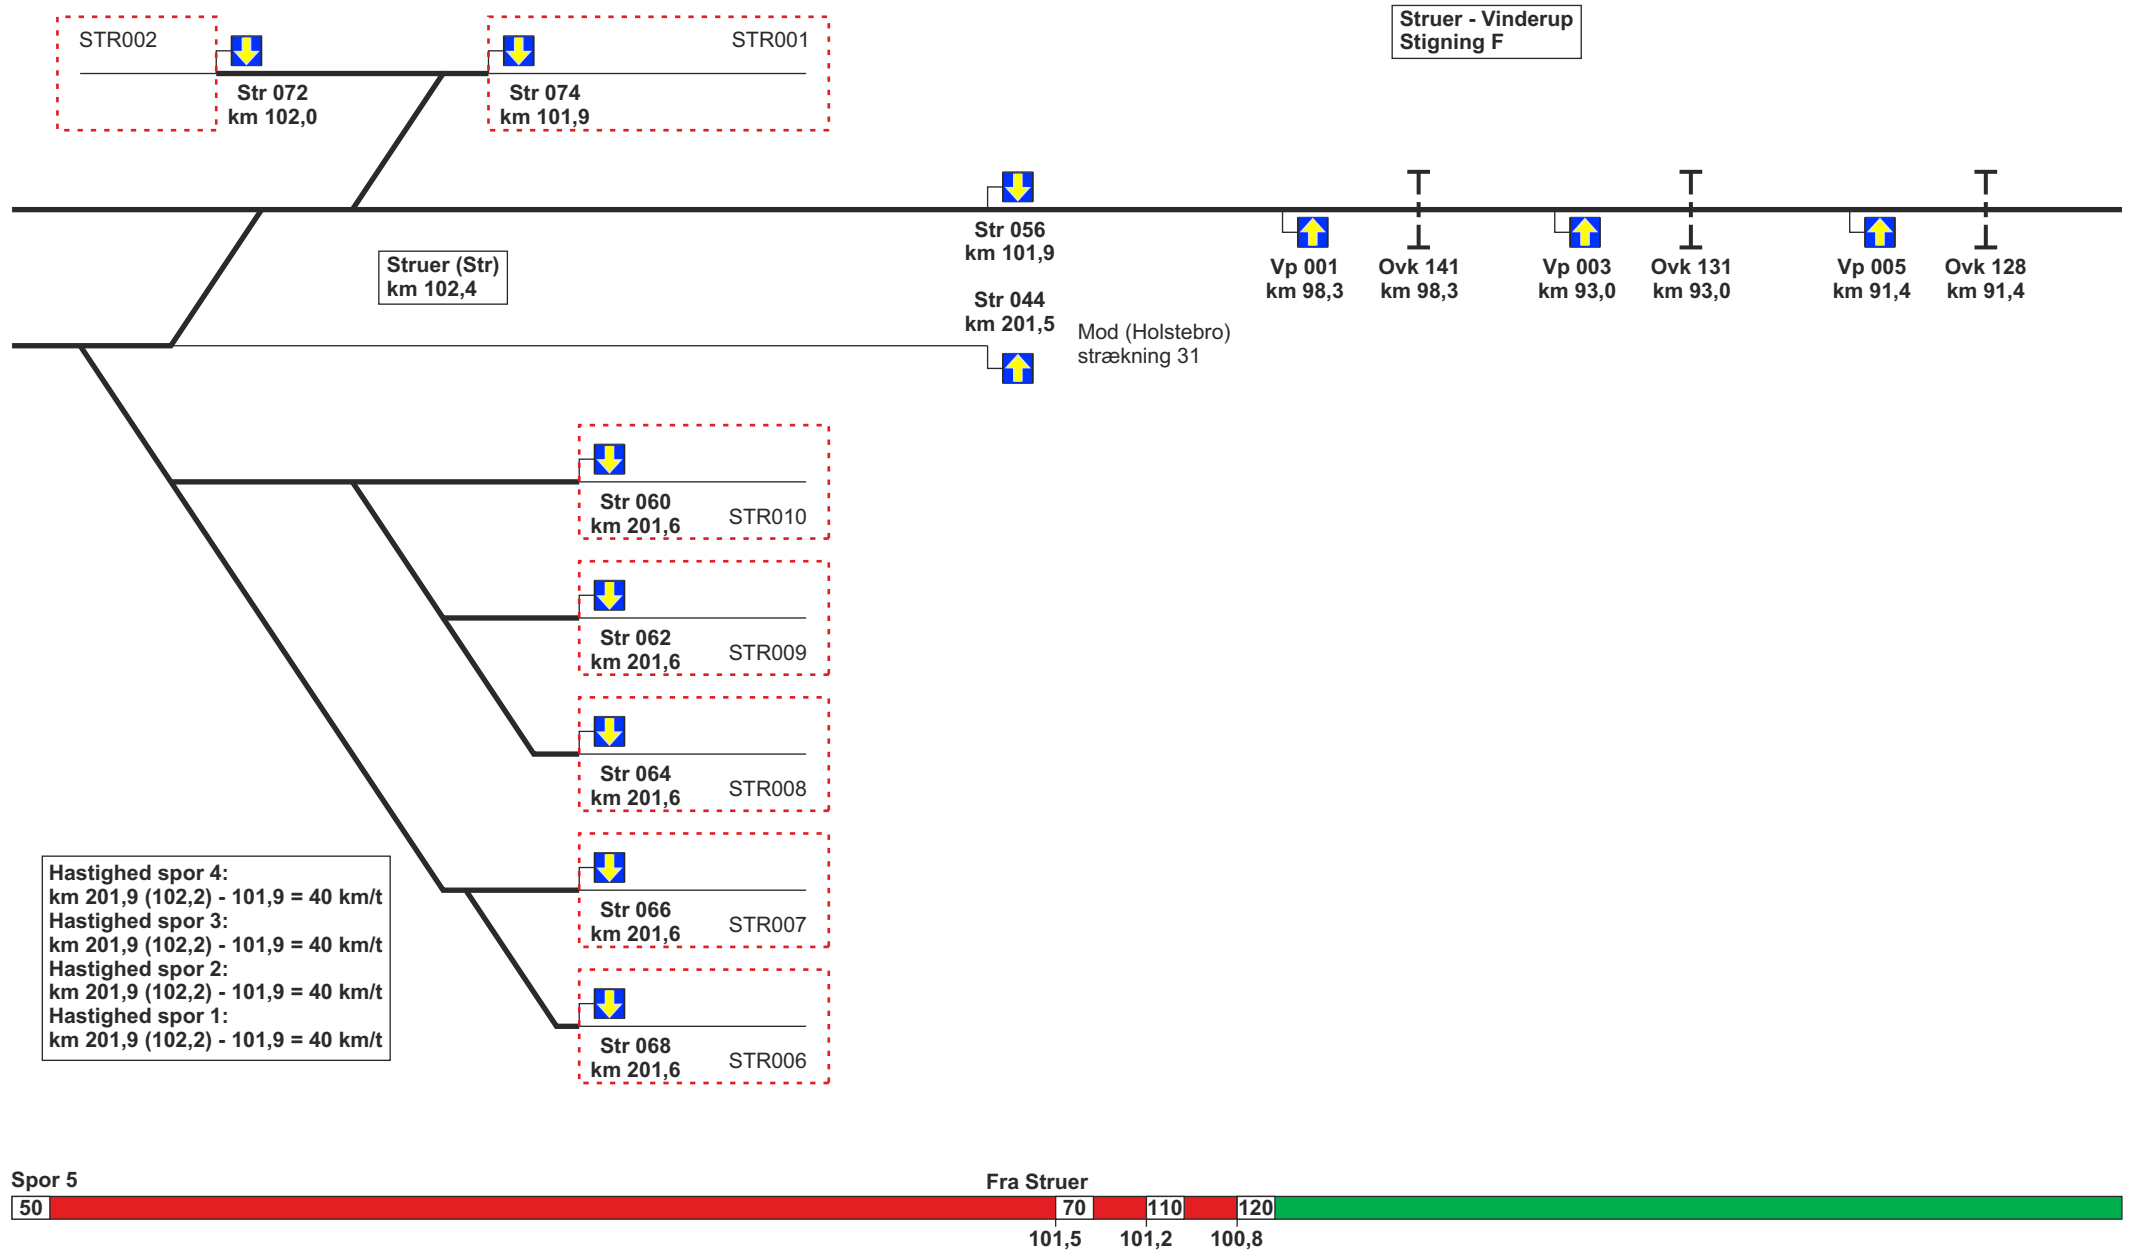 STR002
STR001
Struer - Vinderup
Stigning F
Str 072
km 102,0
Str 074
km 101,9
Struer (Str)
km 102,4
Str 056
km 101,9
Vp 001
km 98,3
Ovk 141
km 98,3
Vp 003
km 93,0
Ovk 131
km 93,0
Vp 005
km 91,4
Ovk 128
km 91,4
Str 044
km 201,5
Mod (Holstebro)
strækning 31
Str 060
km 201,6
STR010
Str 062
km 201,6
STR009
Str 064
km 201,6
STR008
Str 066
km 201,6
STR007
Str 068
km 201,6
STR006
Hastighed spor 4:
km 201,9 (102,2) - 101,9 = 40 km/t
Hastighed spor 3:
km 201,9 (102,2) - 101,9 = 40 km/t
Hastighed spor 2:
km 201,9 (102,2) - 101,9 = 40 km/t
Hastighed spor 1:
km 201,9 (102,2) - 101,9 = 40 km/t
Spor 5
Fra Struer
50
70
110
120
101,5
101,2
100,8